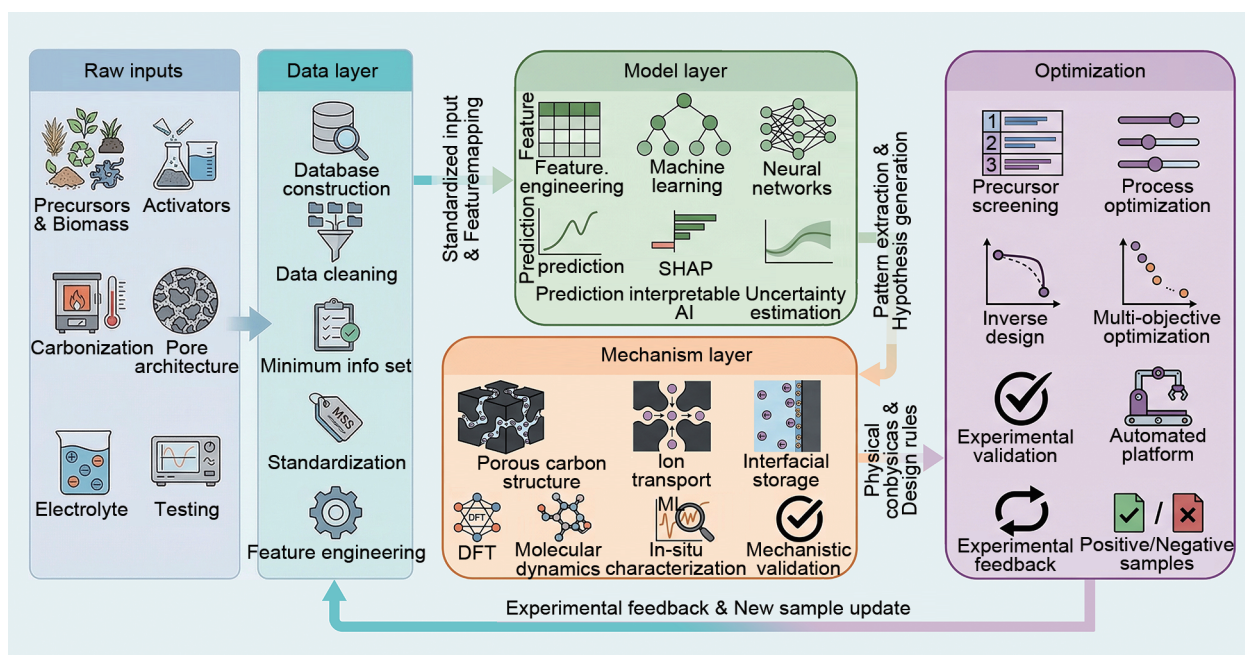 Raw inputs
Precursors
& Biomass
Activators
Carbonization
Pore
architecture
Electrolyte
Testing
Data layer
Database
construction
Data cleaning
Minimum info set
MSS
Standardization
Feature engineering
Standardized input
& Featuremapping
Model layer
Feature
Feature.
engineering
Machine
learning
Neural
networks
Prediction
prediction
SHAP
Prediction
interpretable
AI
Uncertainty
estimation
Pattern extraction &
Hypothesis generation
Mechanism layer
Porous carbon
structure
Ion
transport
Interfacial
storage
DFT
DFT
Molecular
dynamics
ML
In-situ
characterization
Mechanistic
validation
Physical
conbyicas &
Design rules
Optimization
1
2
3
Precursor
screening
Process
optimization
Inverse
design
Multi-objective
optimization
Experimental
validation
Automated
platform
Experimental
feedback
/
Positive/Negative
samples
Experimental feedback & New sample update